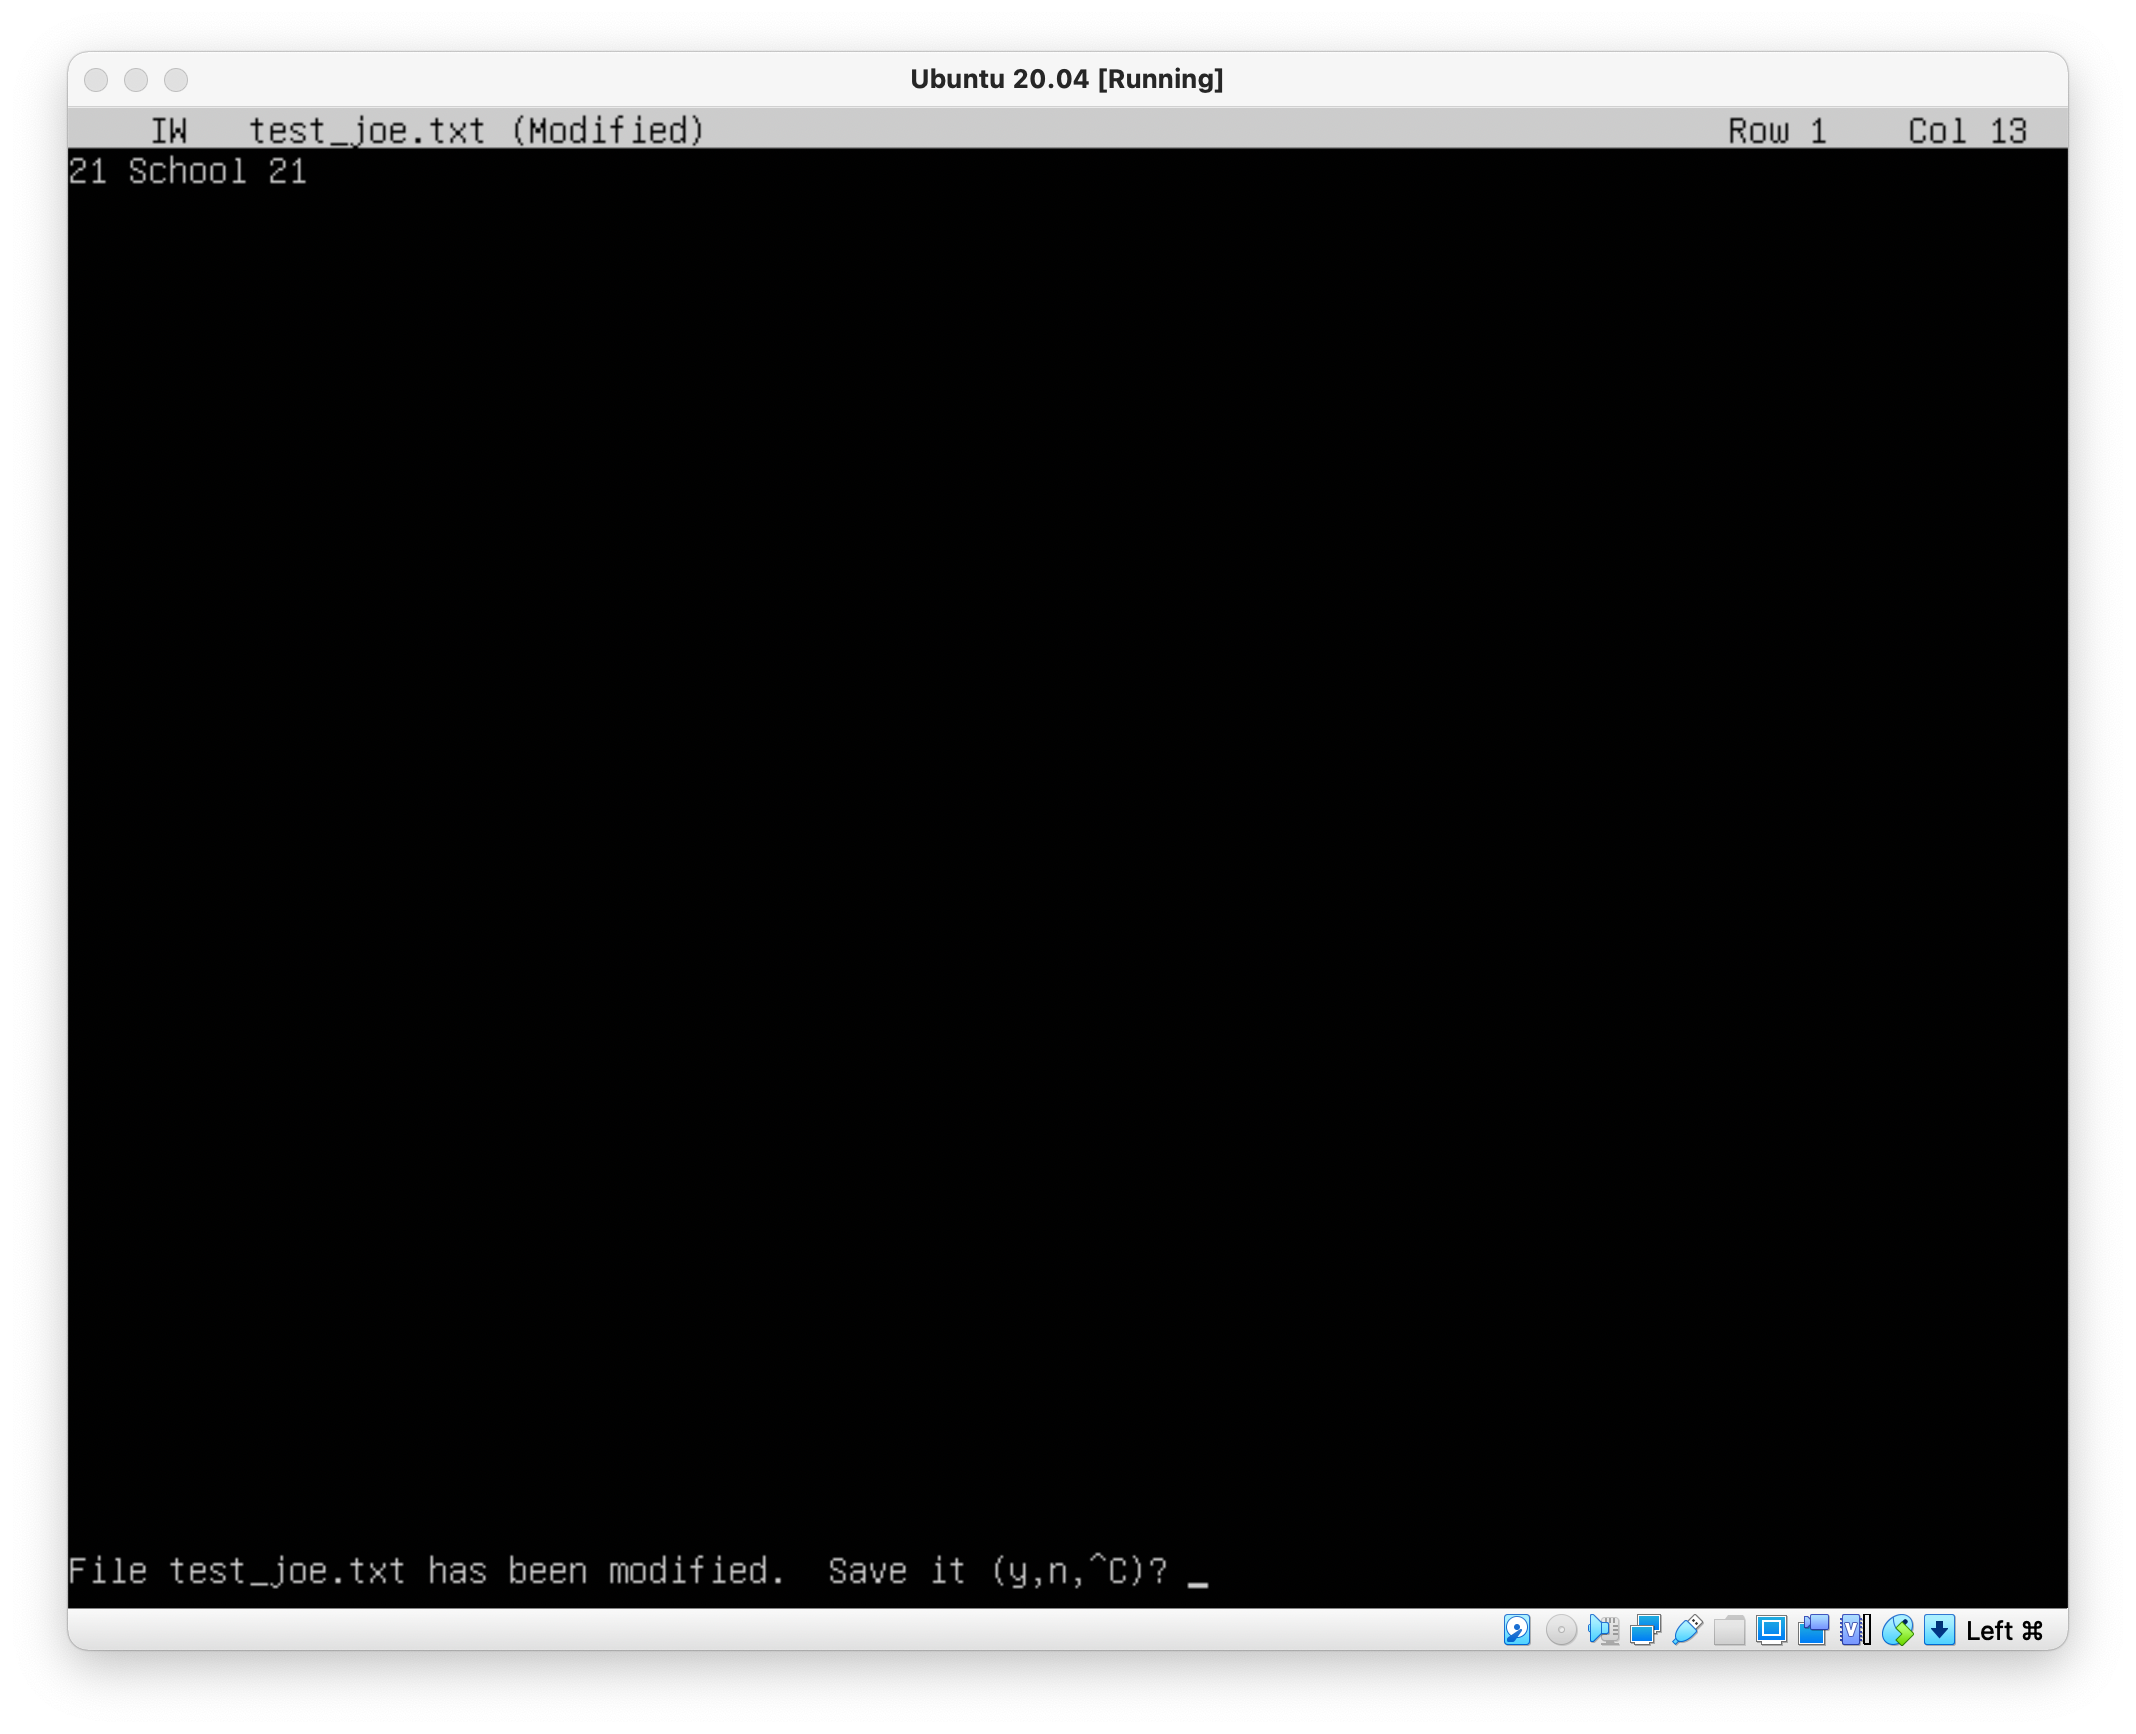 Ubuntu 20.04 [Running]
IW test_joe.txt (Modified) Row 1 Col 13
21 School 21
File test_joe.txt has been modified. Save it (y,n,^C)? _
Left ⌘